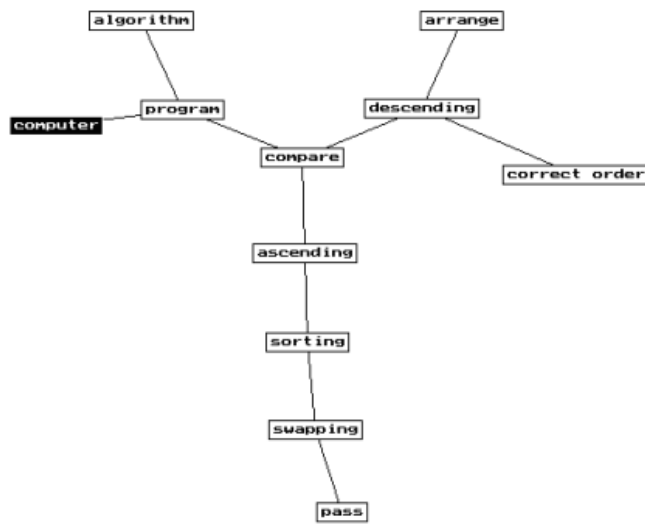 algorithm
arrange
program
descending
computer
compare
correct order
ascending
sorting
swapping
pass